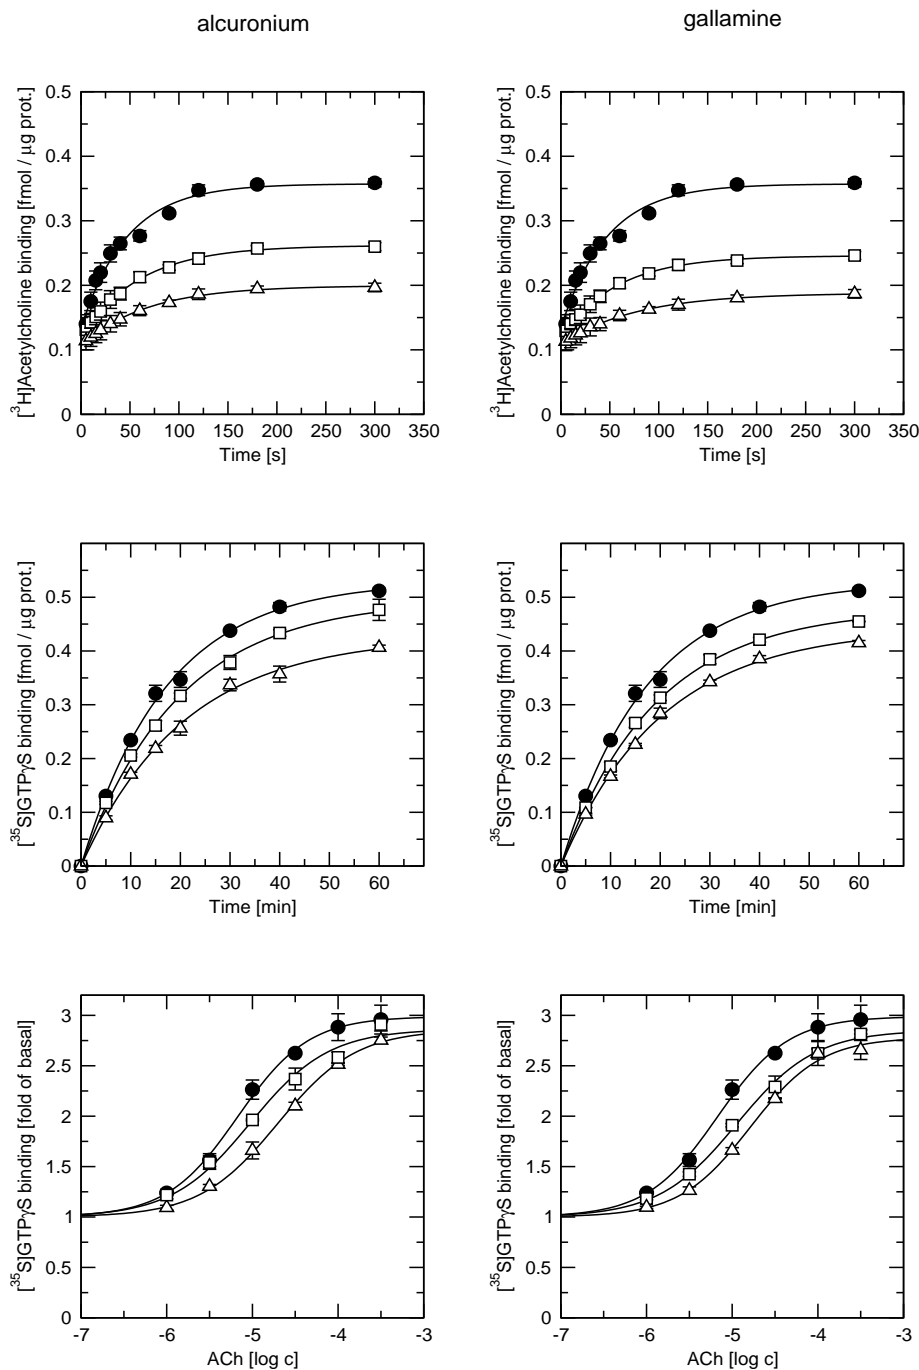 alcuronium
gallamine
[³H]Acetylcholine binding [fmol / µg prot.]
0.5
0.4
0.3
0.2
0.1
0
0 50 100 150 200 250 300 350
Time [s]
[³H]Acetylcholine binding [fmol / µg prot.]
0.5
0.4
0.3
0.2
0.1
0
0 50 100 150 200 250 300 350
Time [s]
[³⁵S]GTPγS binding [fmol / µg prot.]
0.5
0.4
0.3
0.2
0.1
0
0 10 20 30 40 50 60
Time [min]
[³⁵S]GTPγS binding [fmol / µg prot.]
0.5
0.4
0.3
0.2
0.1
0
0 10 20 30 40 50 60
Time [min]
[³⁵S]GTPγS binding [fold of basal]
3
2.5
2
1.5
1
0.5
0
-7 -6 -5 -4 -3
ACh [log c]
[³⁵S]GTPγS binding [fold of basal]
3
2.5
2
1.5
1
0.5
0
-7 -6 -5 -4 -3
ACh [log c]